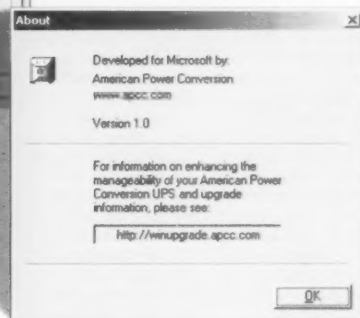 About
Developed for Microsoft by:
American Power Conversion
www.apcc.com
Version 1.0
For information on enhancing the
manageability of your American Power
Conversion UPS and upgrade
information, please see:
http://winupgrade.apcc.com
OK